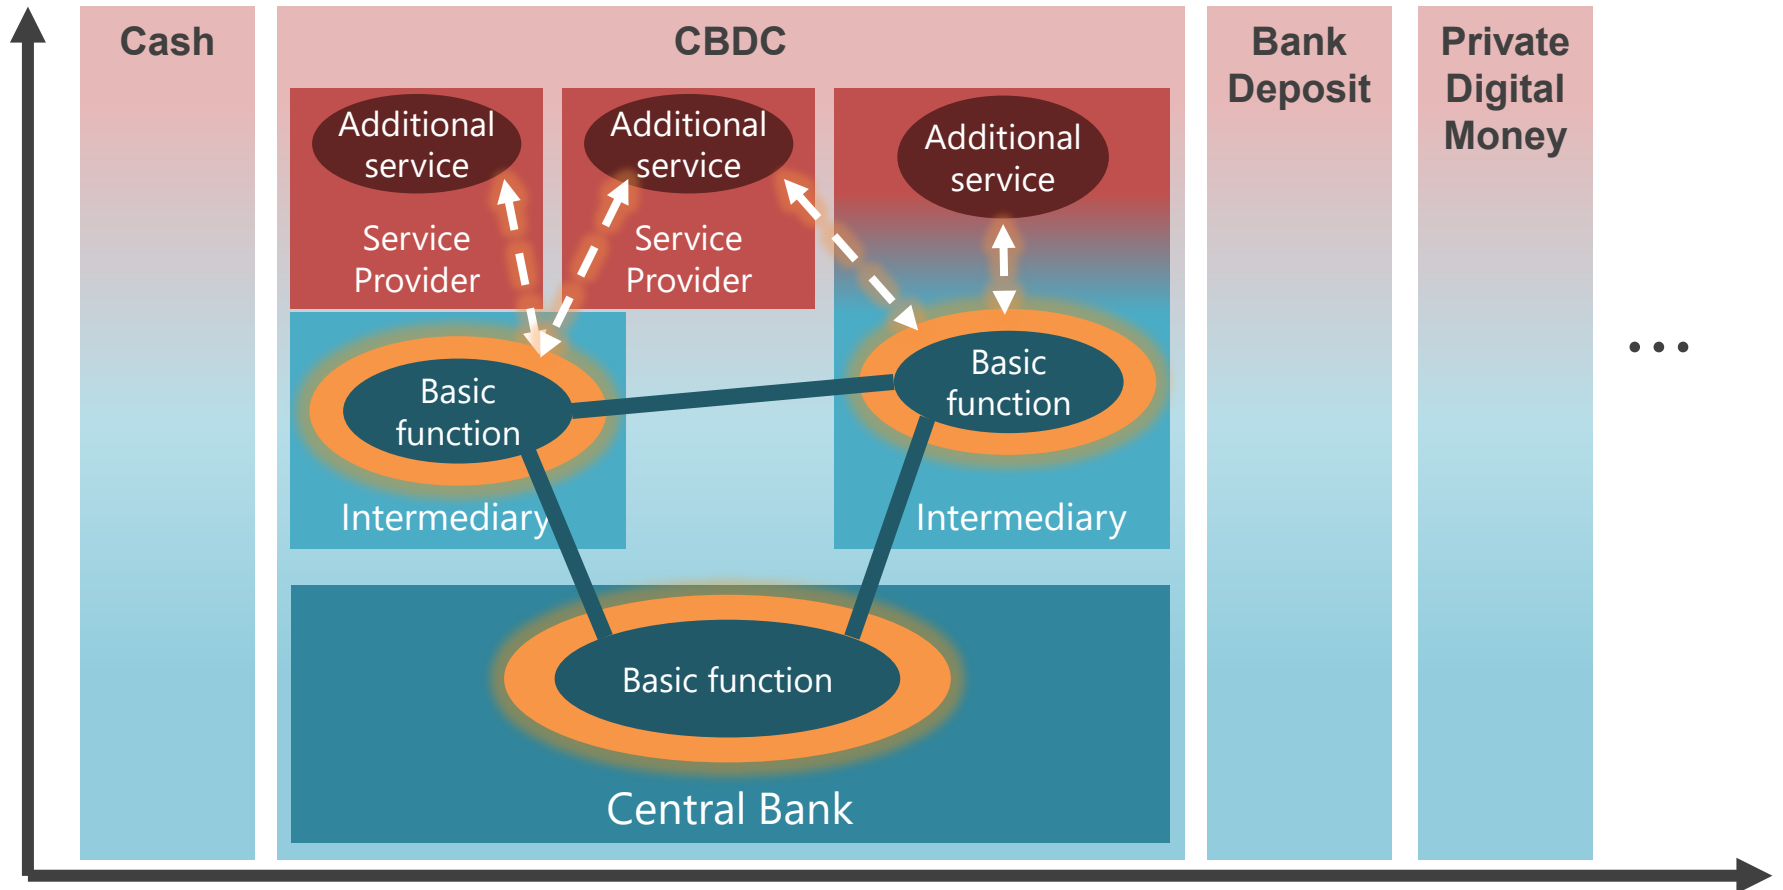 Cash
CBDC
Bank
Deposit
Private
Digital
Money
Additional
service
Additional
service
Additional
service
Service
Provider
Service
Provider
Basic
function
Basic
function
Intermediary
Intermediary
...
Basic function
Central Bank